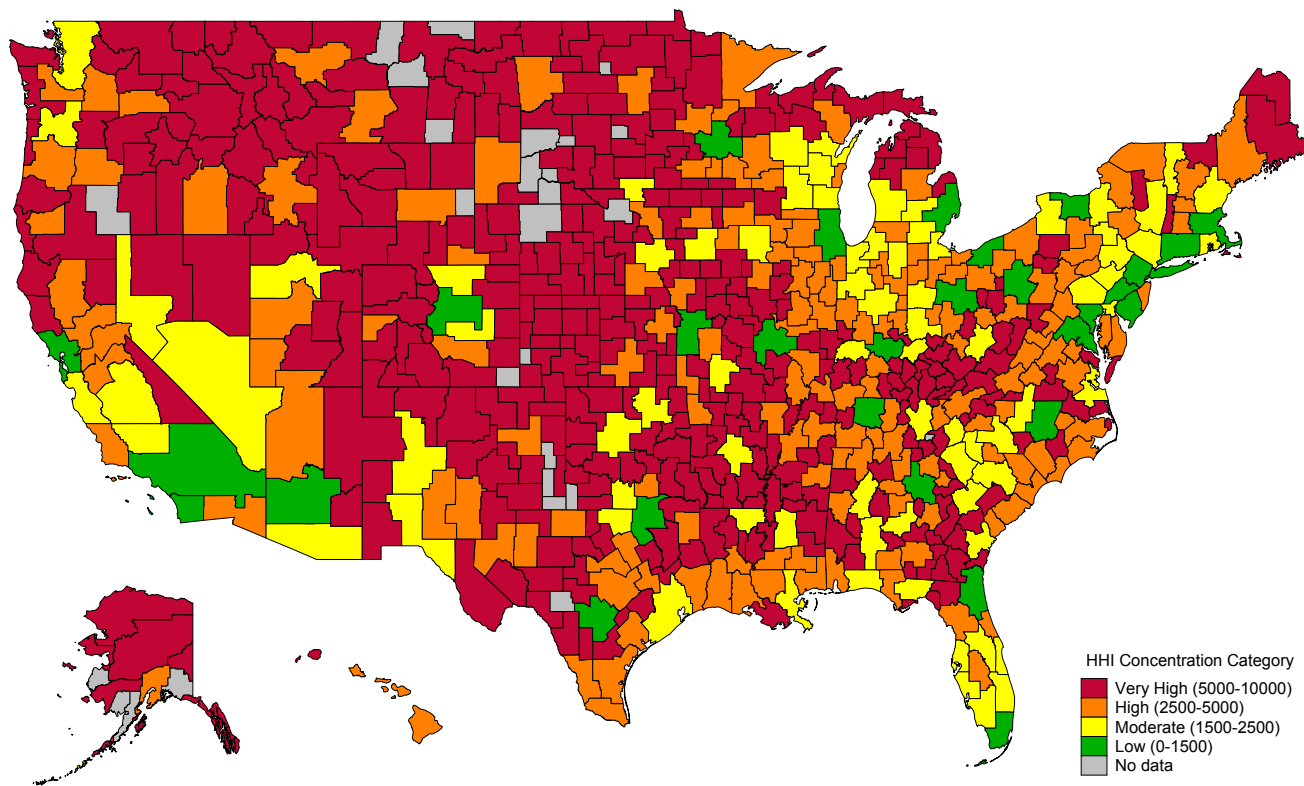 HHI Concentration Category
Very High (5000-10000)
High (2500-5000)
Moderate (1500-2500)
Low (0-1500)
No data